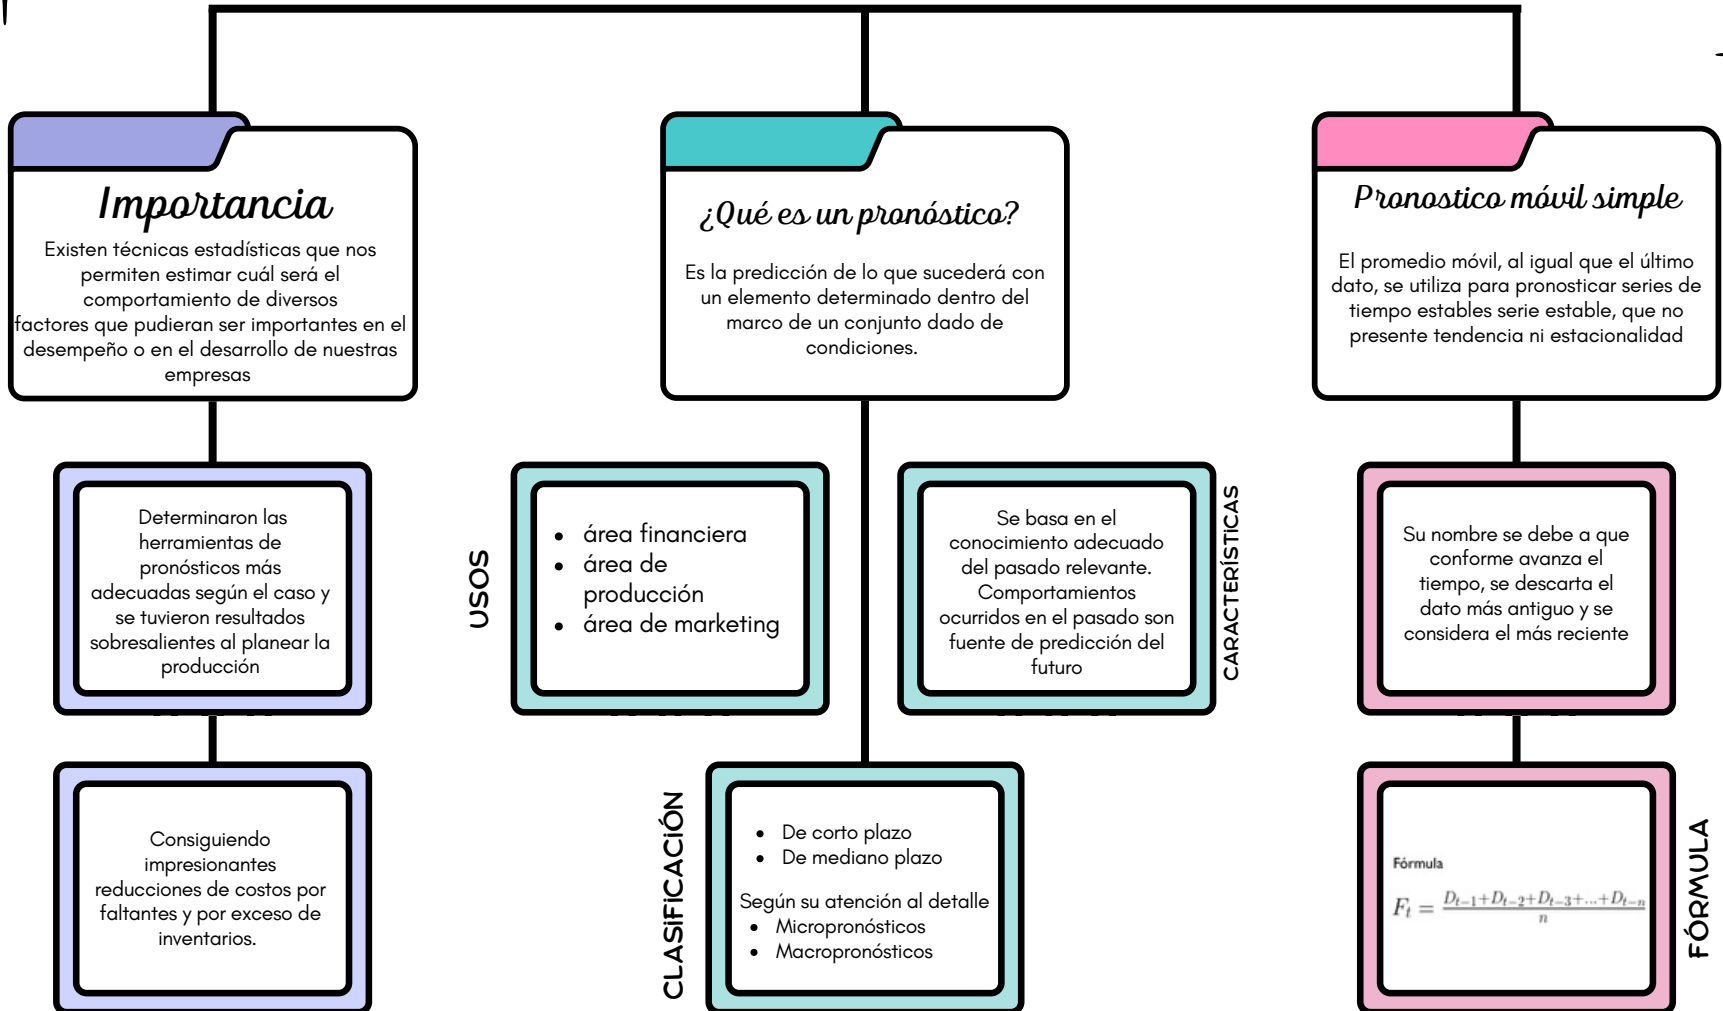 Importancia
Existen técnicas estadísticas que nos
permiten estimar cuál será el
comportamiento de diversos
factores que pudieran ser importantes en el
desempeño o en el desarrollo de nuestras
empresas
Determinaron las
herramientas de
pronósticos más
adecuadas según el caso y
se tuvieron resultados
sobresalientes al planear la
producción
Consiguiendo
impresionantes
reducciones de costos por
faltantes y por exceso de
inventarios.
¿Qué es un pronóstico?
Es la predicción de lo que sucederá con
un elemento determinado dentro del
marco de un conjunto dado de
condiciones.
USOS
• área financiera
• área de
producción
• área de marketing
CARACTERÍSTICAS
Se basa en el
conocimiento adecuado
del pasado relevante.
Comportamientos
ocurridos en el pasado son
fuente de predicción del
futuro
CLASIFICACIÓN
• De corto plazo
• De mediano plazo
Según su atención al detalle
• Micropronósticos
• Macropronósticos
Pronostico móvil simple
El promedio móvil, al igual que el último
dato, se utiliza para pronosticar series de
tiempo estables serie estable, que no
presente tendencia ni estacionalidad
Su nombre se debe a que
conforme avanza el
tiempo, se descarta el
dato más antiguo y se
considera el más reciente
FÓRMULA
Fórmula
F_t = \frac{D_{t-1}+D_{t-2}+D_{t-3}+...+D_{t-n}}{n}